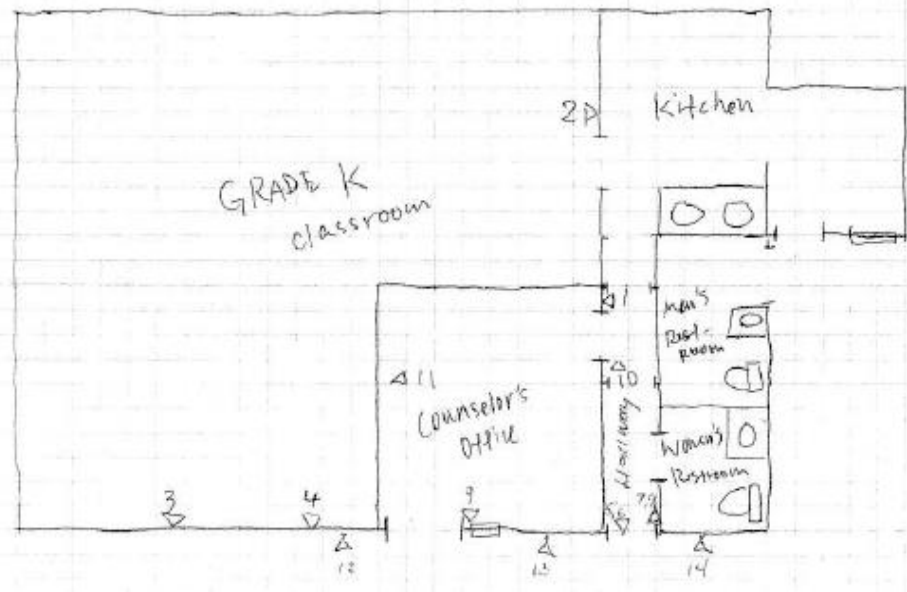 2
Kitchen
GRADE K
classroom
1
men's
Rest-
room
11
10
Counselor's
Office
Hallway
Women's
Restroom
3
4
9
12
13
14